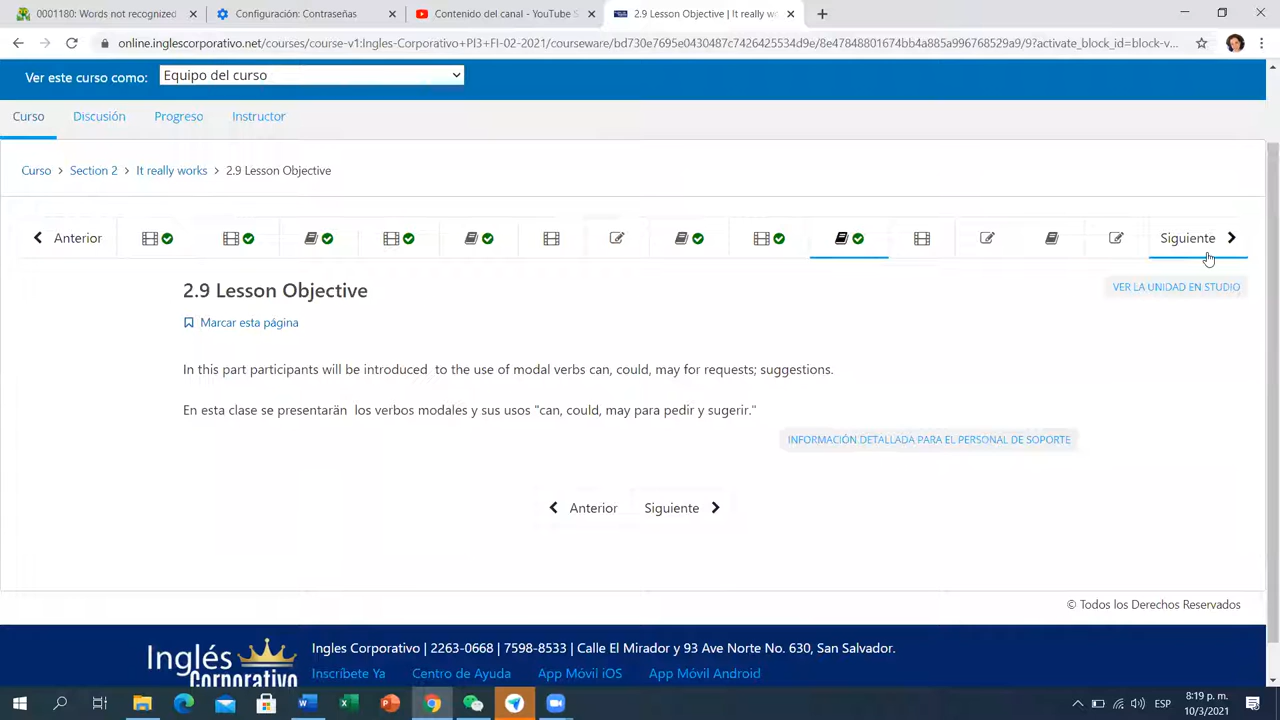 0001180: Words not recognized
Configuración: Contraseña
Contenido del canal - YouTube S
2.9 Lesson Objective | It really wo
online.inglescorporativo.net/courses/course-v1:Ingles-Corporativo+PI3+FI-02-2021/courseware/bd730e7695e0430487c7426425534d9e/8e47848801674bb4a885a996768529a9/9?activate_block_id=block-v...
Ver este curso como:
Equipo del curso
Curso
Discusión
Progreso
Instructor
Curso > Section 2 > It really works > 2.9 Lesson Objective
Anterior
Siguiente
2.9 Lesson Objective
VER LA UNIDAD EN STUDIO
Marcar esta página
In this part participants will be introduced to the use of modal verbs can, could, may for requests; suggestions.
En esta clase se presentarän los verbos modales y sus usos "can, could, may para pedir y sugerir."
INFORMACIÓN DETALLADA PARA EL PERSONAL DE SOPORTE
Anterior
Siguiente
© Todos los Derechos Reservados
Inglés
Corporativo
Ingles Corporativo | 2263-0668 | 7598-8533 | Calle El Mirador y 93 Ave Norte No. 630, San Salvador.
Inscríbete Ya
Centro de Ayuda
App Móvil iOS
App Móvil Android
ESP
8:19 p. m.
10/3/2021